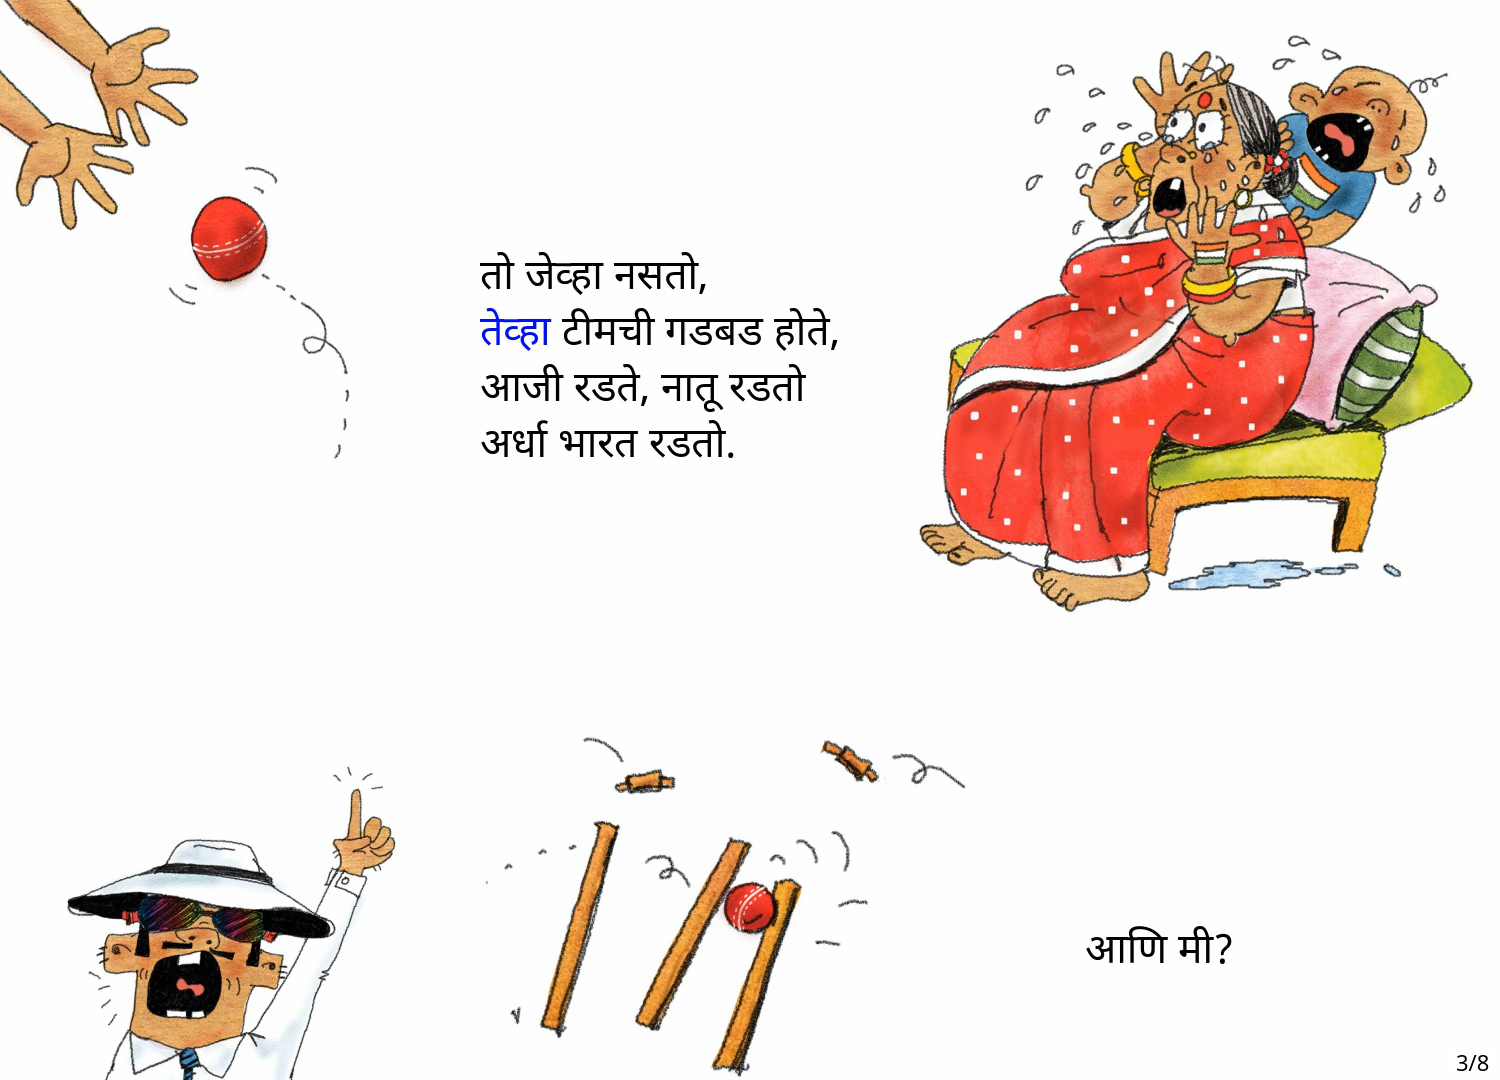 तो जेव्हा नसतो,
तेव्हा टीमची गडबड होते,
आजी रडते, नातू रडतो
अर्धा भारत रडतो.
आणि मी?
3/8